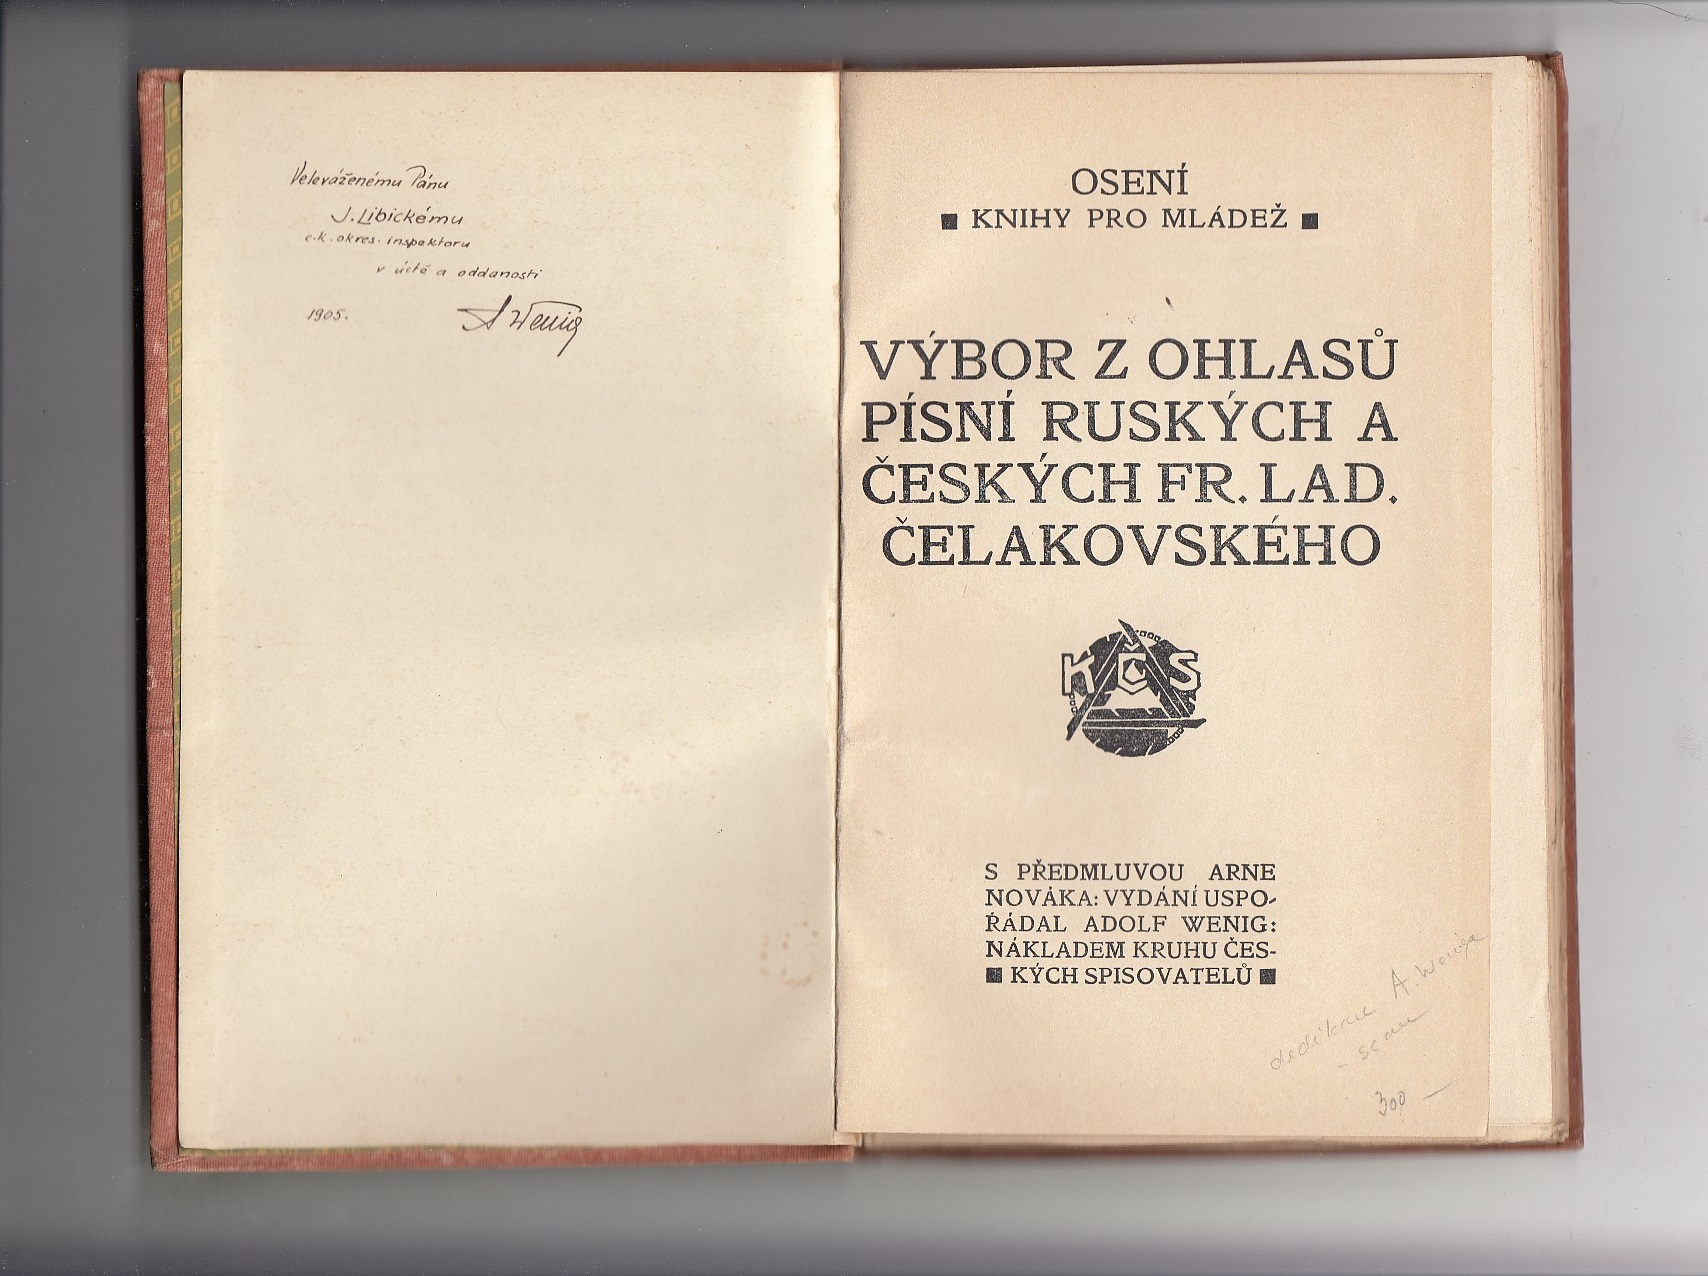 Veleváženému Pánu
J. Libickému
c.k. okres. inspektoru
v úctě a oddanosti
1905. A Wenig
OSENÍ
■ KNIHY PRO MLÁDEŽ ■
VÝBOR Z OHLASŮ
PÍSNÍ RUSKÝCH A
ČESKÝCH FR. LAD.
ČELAKOVSKÉHO
KČS
S PŘEDMLUVOU ARNE
NOVÁKA: VYDÁNÍ USPO-
ŘÁDAL ADOLF WENIG:
NÁKLADEM KRUHU ČES-
■ KÝCH SPISOVATELŮ ■
dedikace A. Weniga
300 –